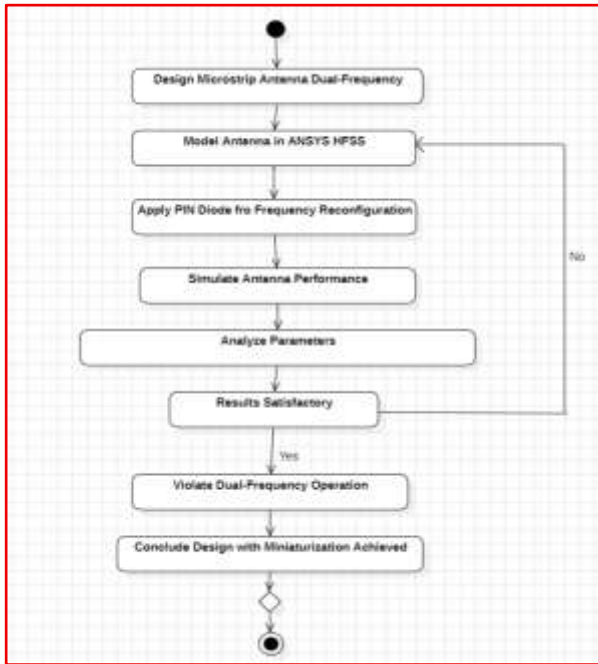 Design Microstrip Antenna Dual-Frequency
Model Antenna in ANSYS HFSS
Apply PIN Diode fro Frequency Reconfiguration
No
Simulate Antenna Performance
Analyze Parameters
Results Satisfactory
Yes
Violate Dual-Frequency Operation
Conclude Design with Miniaturization Achieved